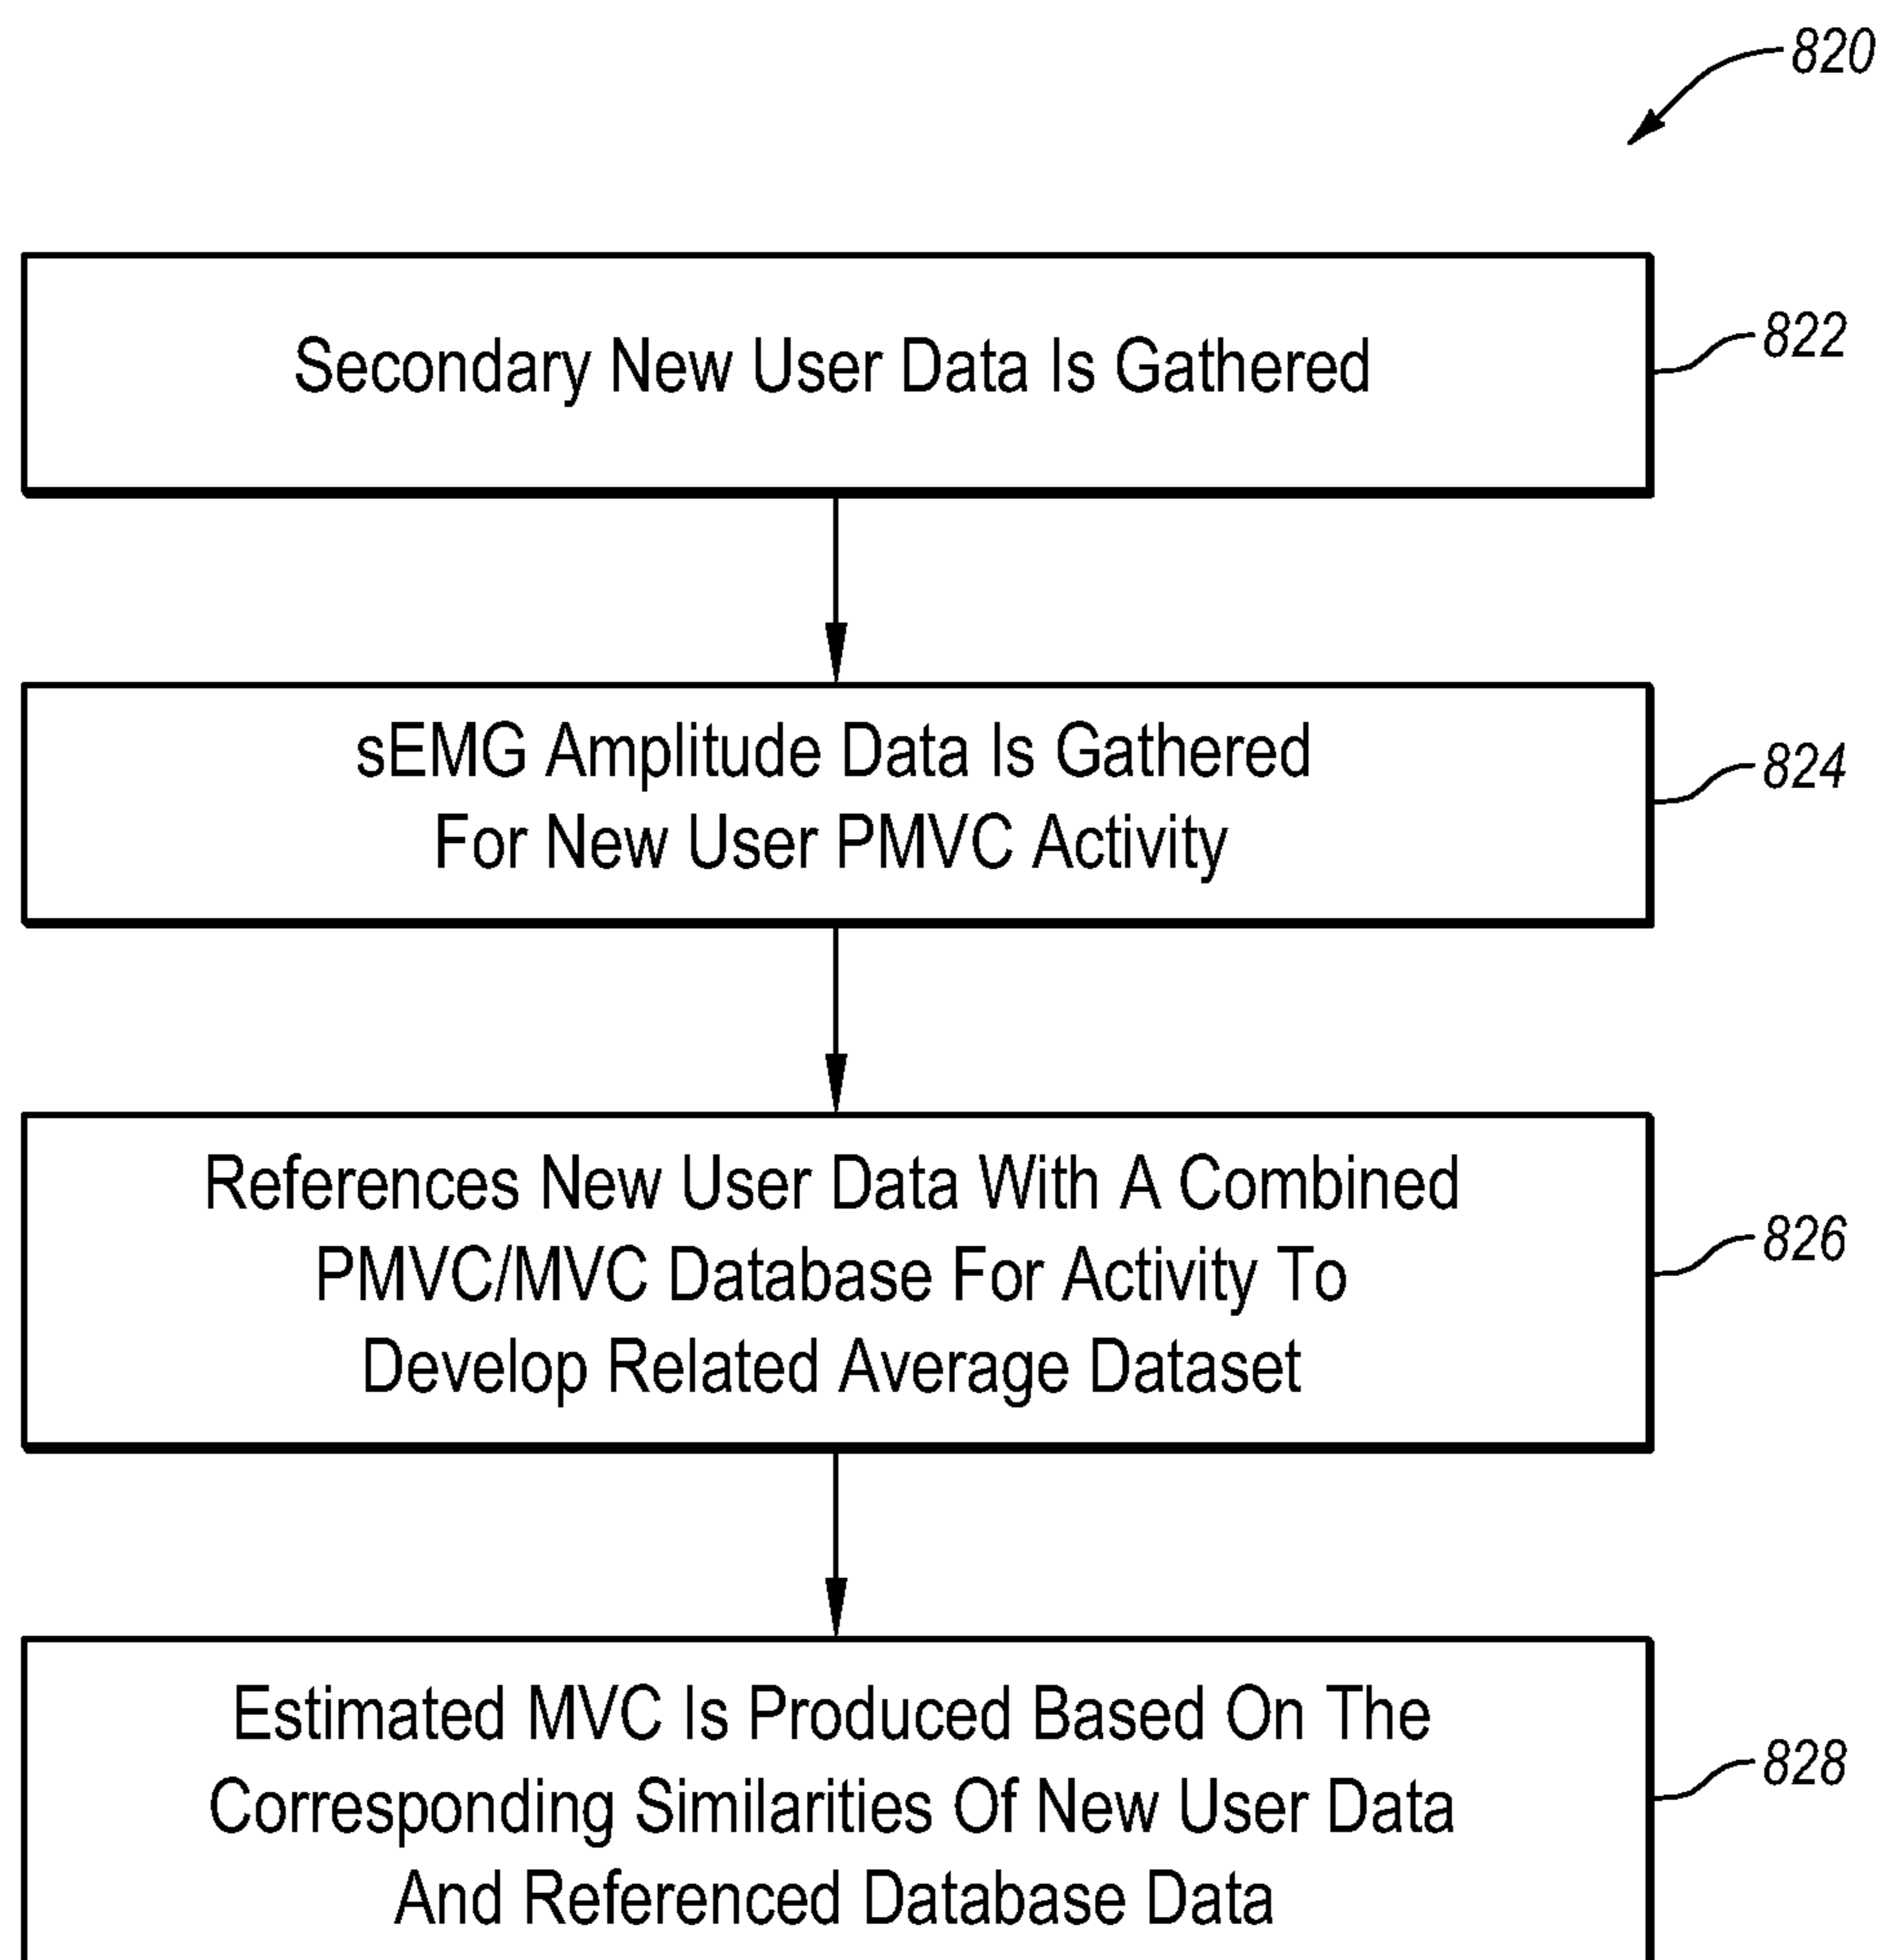 820
Secondary New User Data Is Gathered
822
sEMG Amplitude Data Is Gathered
For New User PMVC Activity
824
References New User Data With A Combined
PMVC/MVC Database For Activity To
Develop Related Average Dataset
826
Estimated MVC Is Produced Based On The
Corresponding Similarities Of New User Data
And Referenced Database Data
828